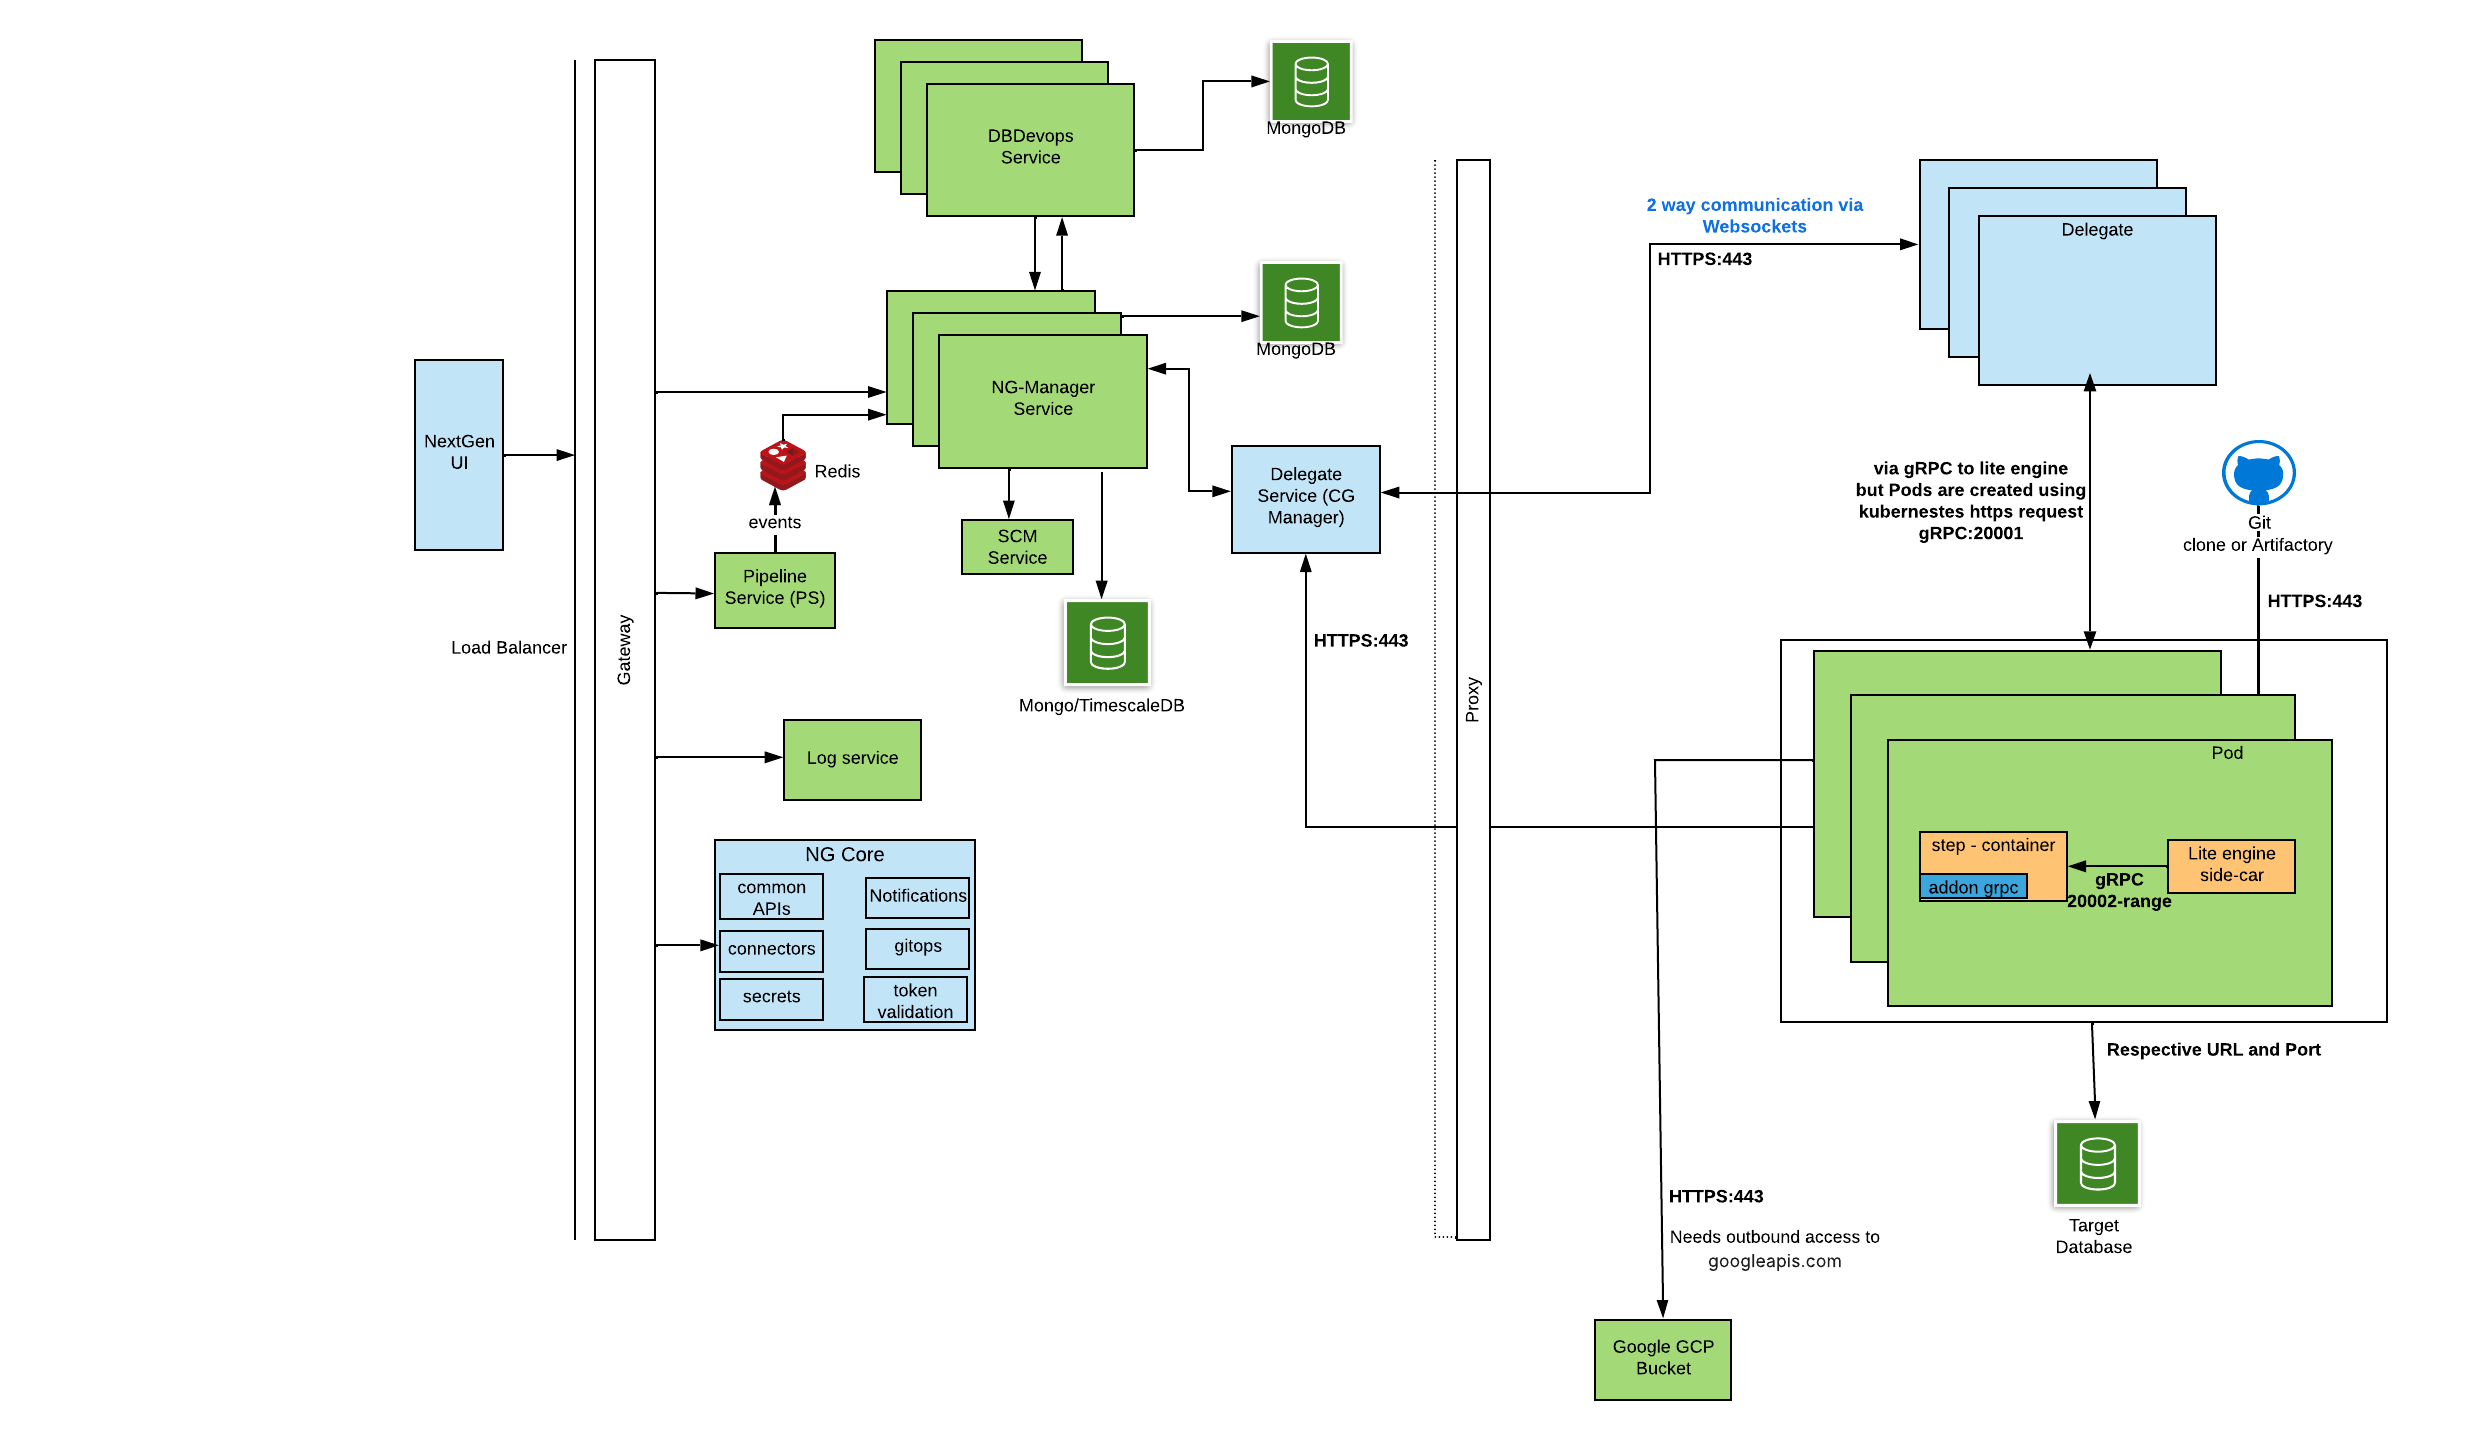 DBDevops
Service
MongoDB
2 way communication via
Websockets
HTTPS:443
Delegate
MongoDB
NG-Manager
Service
NextGen
UI
Redis
events
Pipeline
Service (PS)
SCM
Service
Delegate
Service (CG
Manager)
via gRPC to lite engine
but Pods are created using
kubernestes https request
gRPC:20001
Git
clone or Artifactory
HTTPS:443
Load Balancer
Gateway
HTTPS:443
Proxy
Mongo/TimescaleDB
Log service
Pod
step - container
addon grpc
gRPC
20002-range
Lite engine
side-car
NG Core
common
APIs
Notifications
connectors
gitops
secrets
token
validation
Respective URL and Port
HTTPS:443
Needs outbound access to
googleapis.com
Target
Database
Google GCP
Bucket